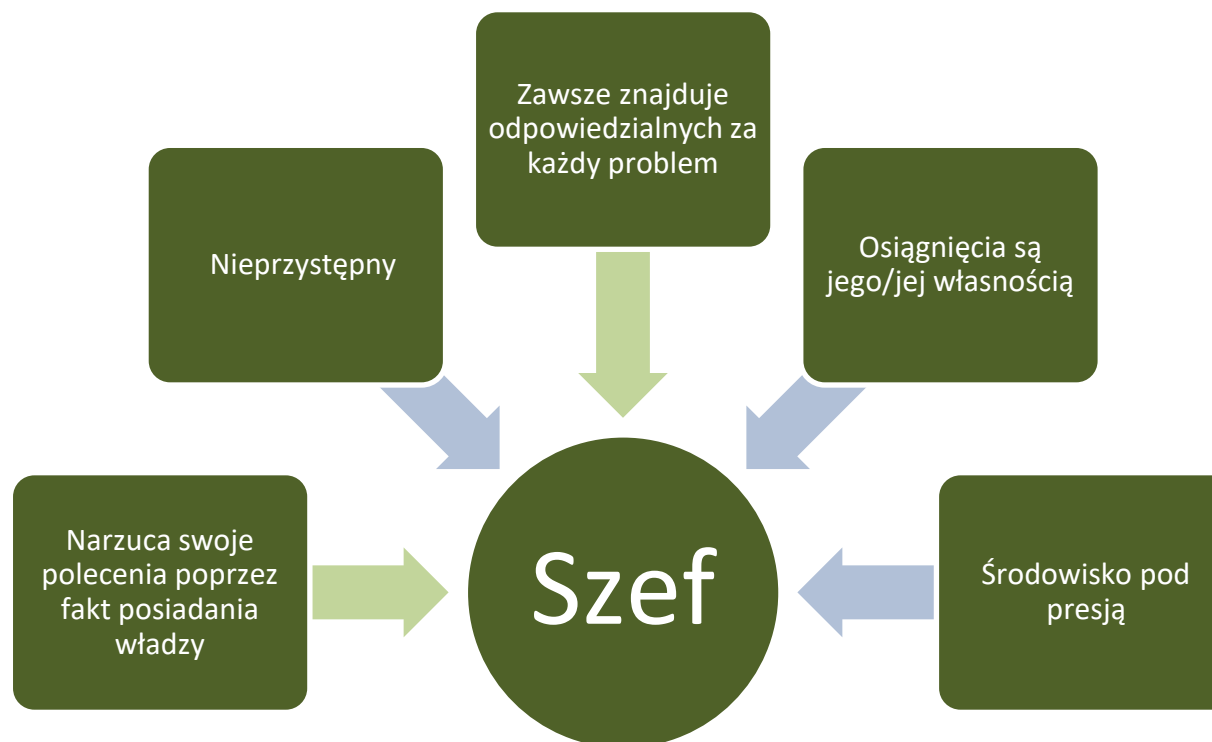 Zawsze znajduje
odpowiedzialnych za
każdy problem
Nieprzystępny
Osiągnięcia są
jego/jej własnością
Narzuca swoje
polecenia poprzez
fakt posiadania
władzy
Szef
Środowisko pod
presją